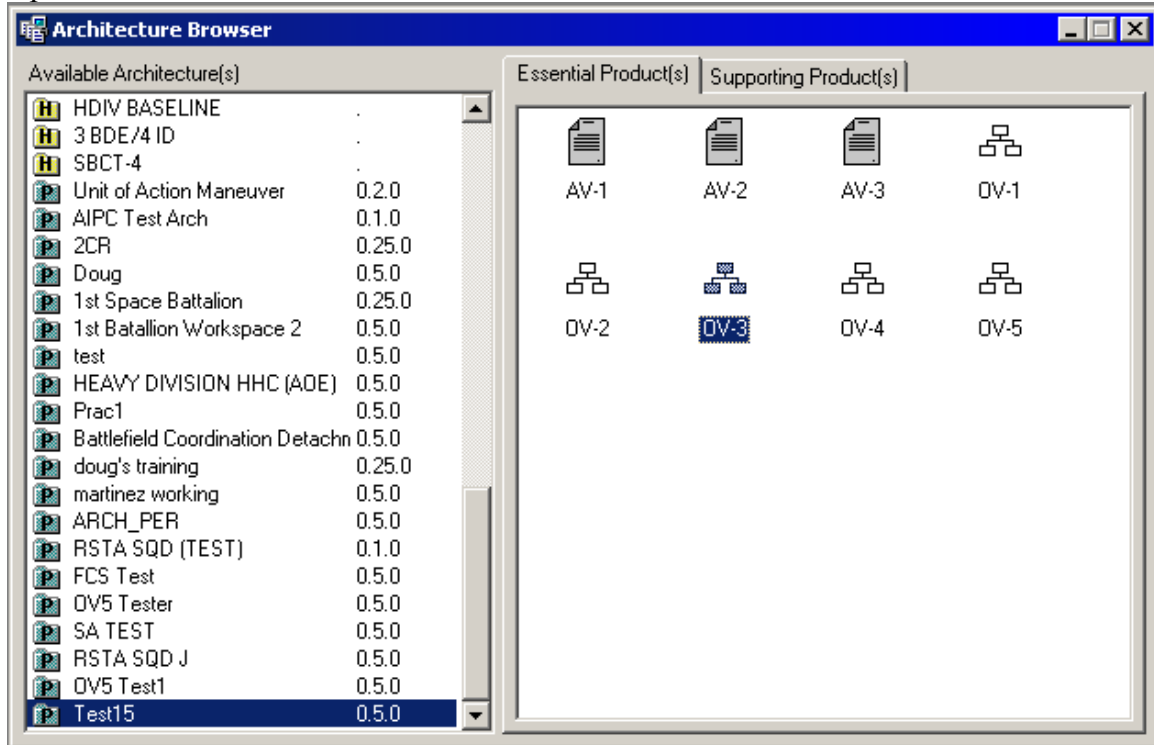 Architecture Browser
Available Architecture(s)
H HDIV BASELINE .
H 3 BDE/4 ID .
H SBCT-4 .
P Unit of Action Maneuver 0.2.0
P AIPC Test Arch 0.1.0
P 2CR 0.25.0
P Doug 0.5.0
P 1st Space Battalion 0.25.0
P 1st Batallion Workspace 2 0.5.0
P test 0.5.0
P HEAVY DIVISION HHC (AOE) 0.5.0
P Prac1 0.5.0
P Battlefield Coordination Detachn 0.5.0
P doug's training 0.25.0
P martinez working 0.5.0
P ARCH_PER 0.5.0
P RSTA SQD (TEST) 0.1.0
P FCS Test 0.5.0
P OV5 Tester 0.5.0
P SA TEST 0.5.0
P RSTA SQD J 0.5.0
P OV5 Test1 0.5.0
P Test15 0.5.0
Essential Product(s) Supporting Product(s)
AV-1 AV-2 AV-3 OV-1
OV-2 OV-3 OV-4 OV-5